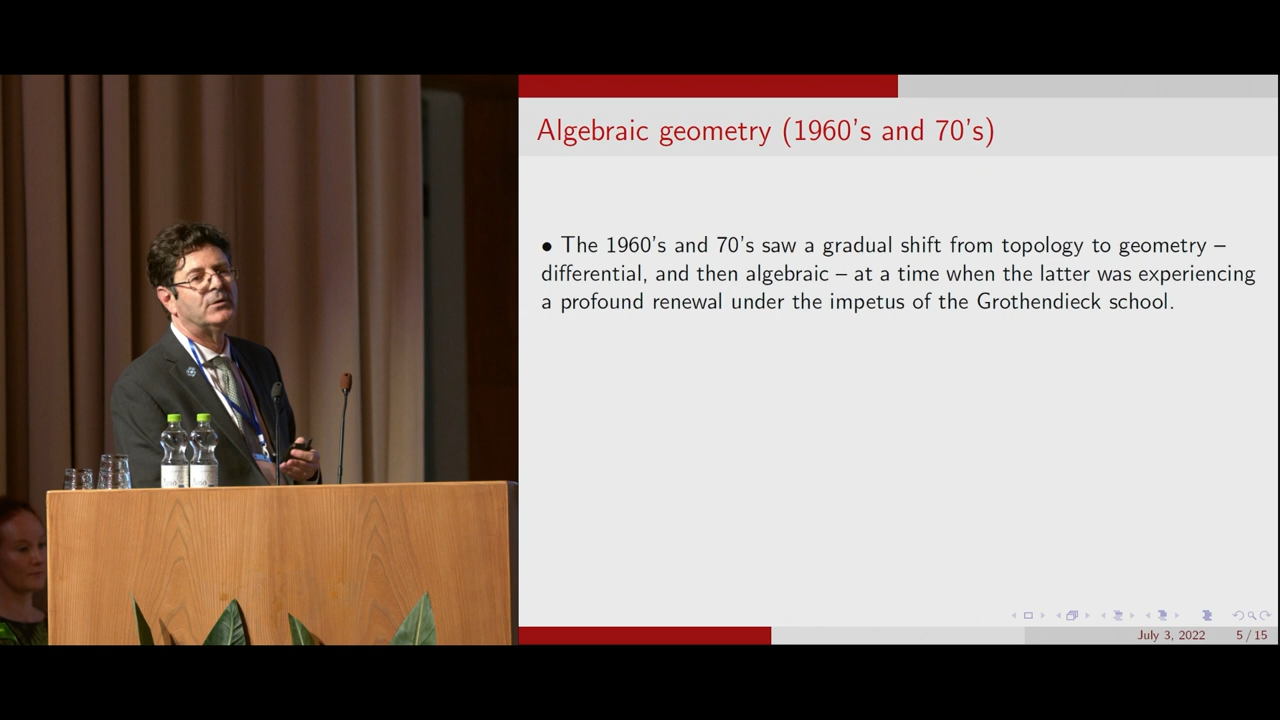 Algebraic geometry (1960's and 70's)
● The 1960's and 70's saw a gradual shift from topology to geometry –
differential, and then algebraic – at a time when the latter was experiencing
a profound renewal under the impetus of the Grothendieck school.
July 3, 2022 5 / 15